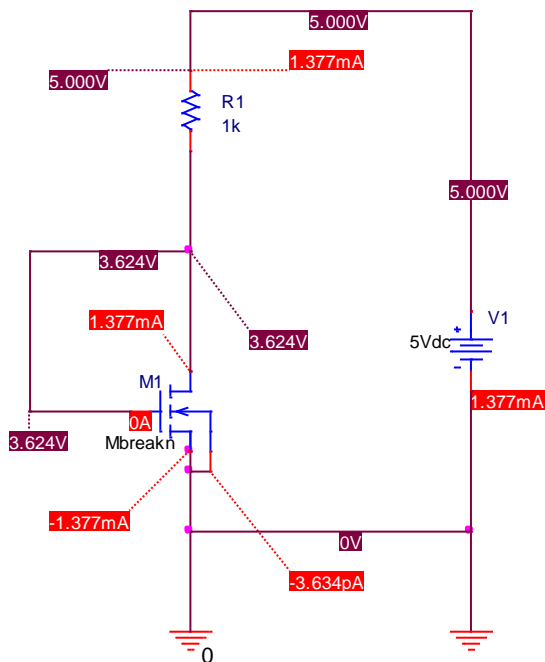 5.000V
1.377mA
5.000V
R1
1k
5.000V
3.624V
1.377mA
3.624V
V1
5Vdc
+
-
M1
1.377mA
0A
Mbreakn
3.624V
-1.377mA
0V
-3.634pA
0